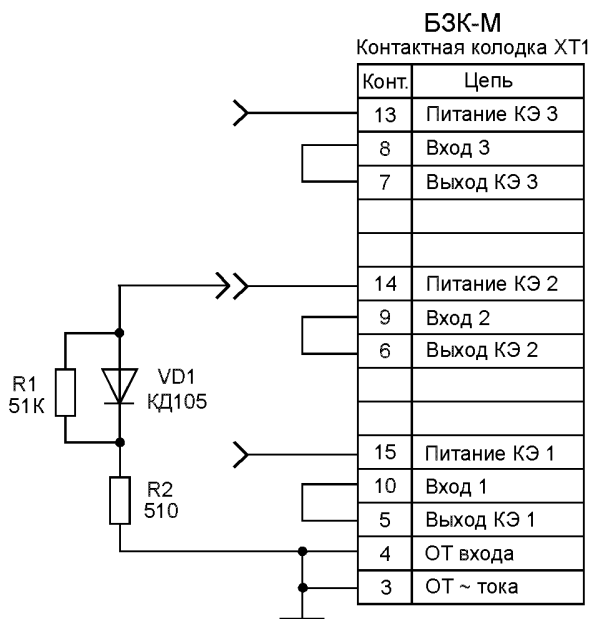 БЗК-М
Контактная колодка XT1
Конт. Цепь
13 Питание КЭ 3
8 Вход 3
7 Выход КЭ 3
14 Питание КЭ 2
9 Вход 2
6 Выход КЭ 2
R1
51К
VD1
КД105
15 Питание КЭ 1
10 Вход 1
R2
510
5 Выход КЭ 1
4 ОТ входа
3 ОТ ~ тока